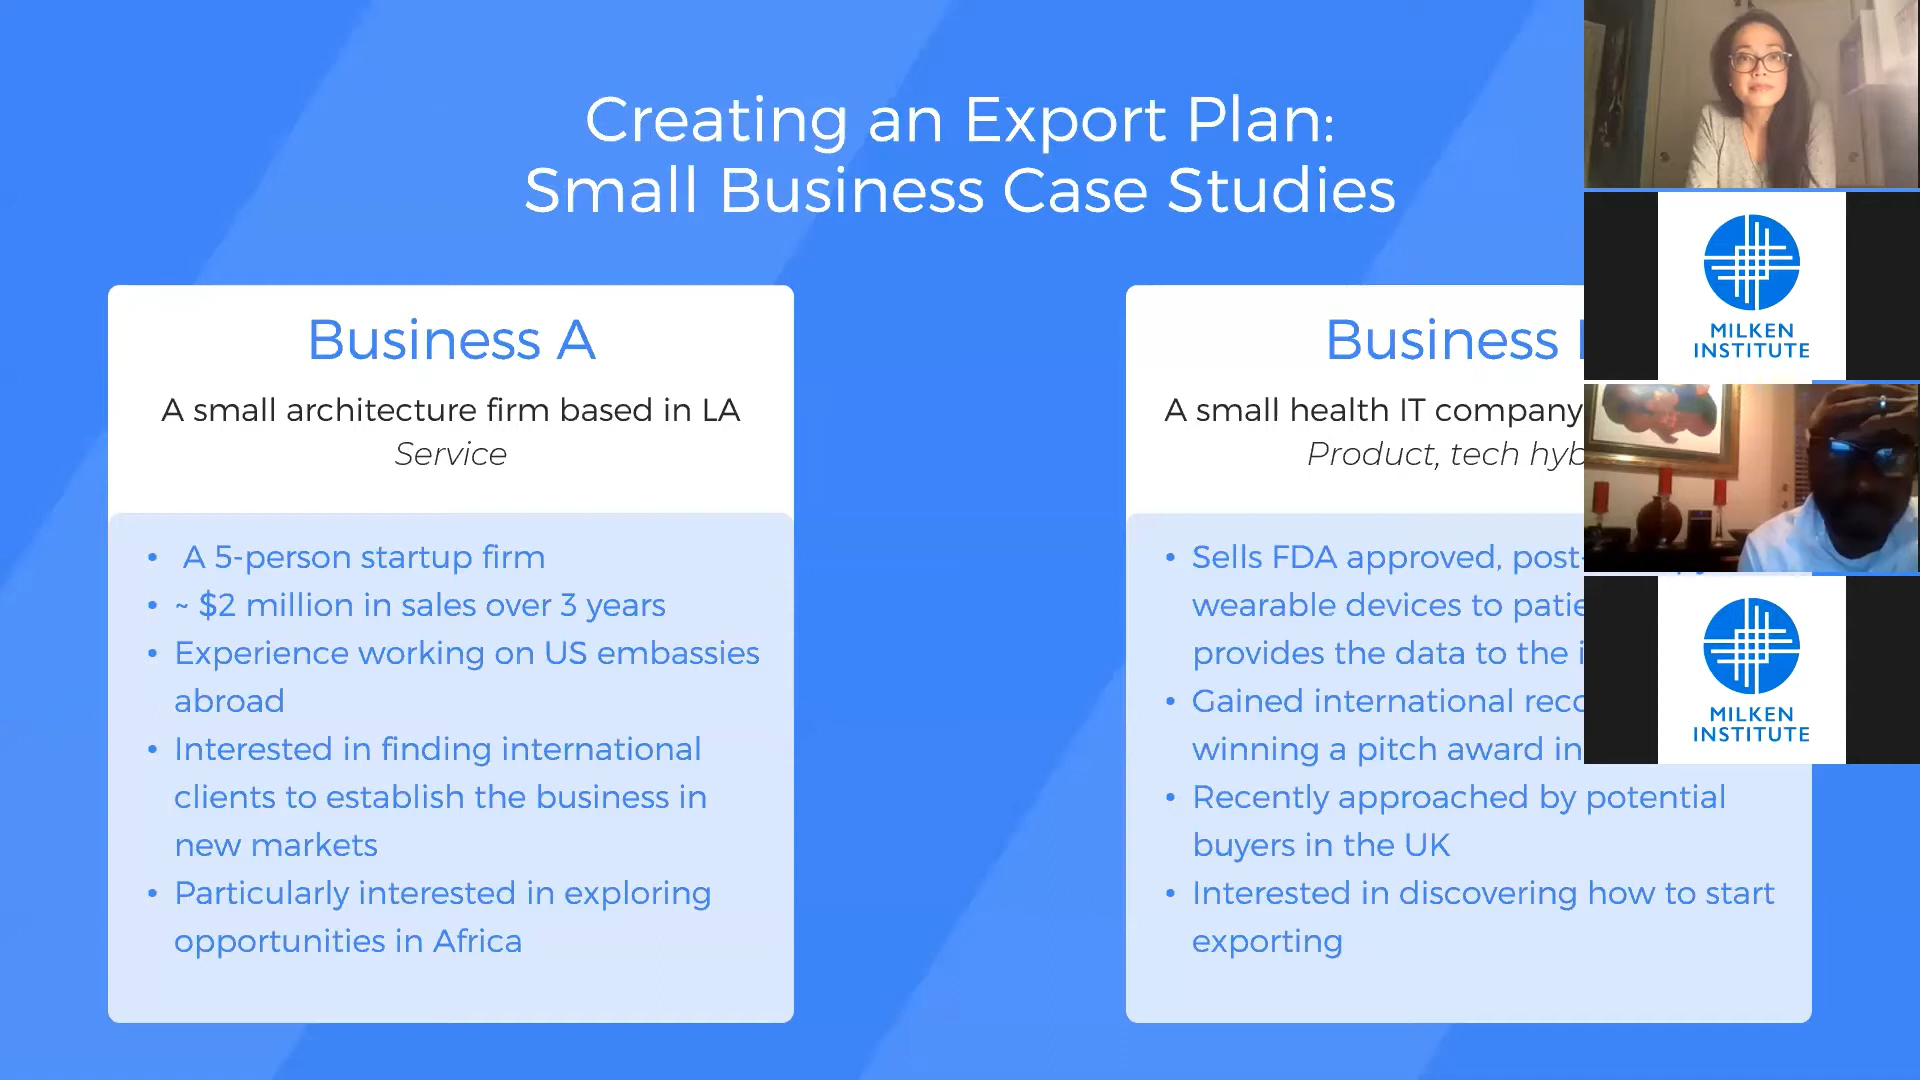 Creating an Export Plan:
Small Business Case Studies
Business A
A small architecture firm based in LA
Service
• A 5-person startup firm
• ~ $2 million in sales over 3 years
• Experience working on US embassies
abroad
• Interested in finding international
clients to establish the business in
new markets
• Particularly interested in exploring
opportunities in Africa
Business
A small health IT company
Product, tech
• Sells FDA approved,
wearable devices to
provides the data to the
• Gained international
winning a pitch award in
• Recently approached by potential
buyers in the UK
• Interested in discovering how to start
exporting
MILKEN
INSTITUTE
MILKEN
INSTITUTE